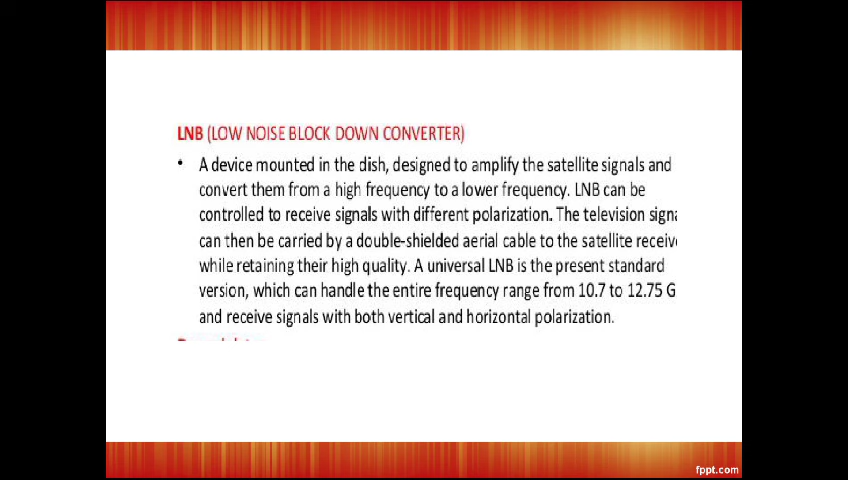 LNB (LOW NOISE BLOCK DOWN CONVERTER)
• A device mounted in the dish, designed to amplify the satellite signals and
convert them from a high frequency to a lower frequency. LNB can be
controlled to receive signals with different polarization. The television signa
can then be carried by a double-shielded aerial cable to the satellite receive
while retaining their high quality. A universal LNB is the present standard
version, which can handle the entire frequency range from 10.7 to 12.75 G
and receive signals with both vertical and horizontal polarization.
fppt.com